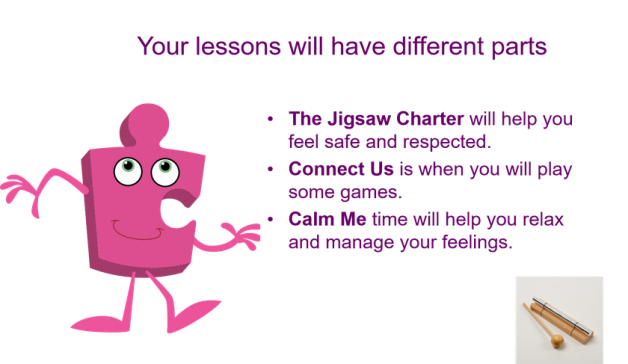 Your lessons will have different parts
• The Jigsaw Charter will help you
feel safe and respected.
• Connect Us is when you will play
some games.
• Calm Me time will help you relax
and manage your feelings.